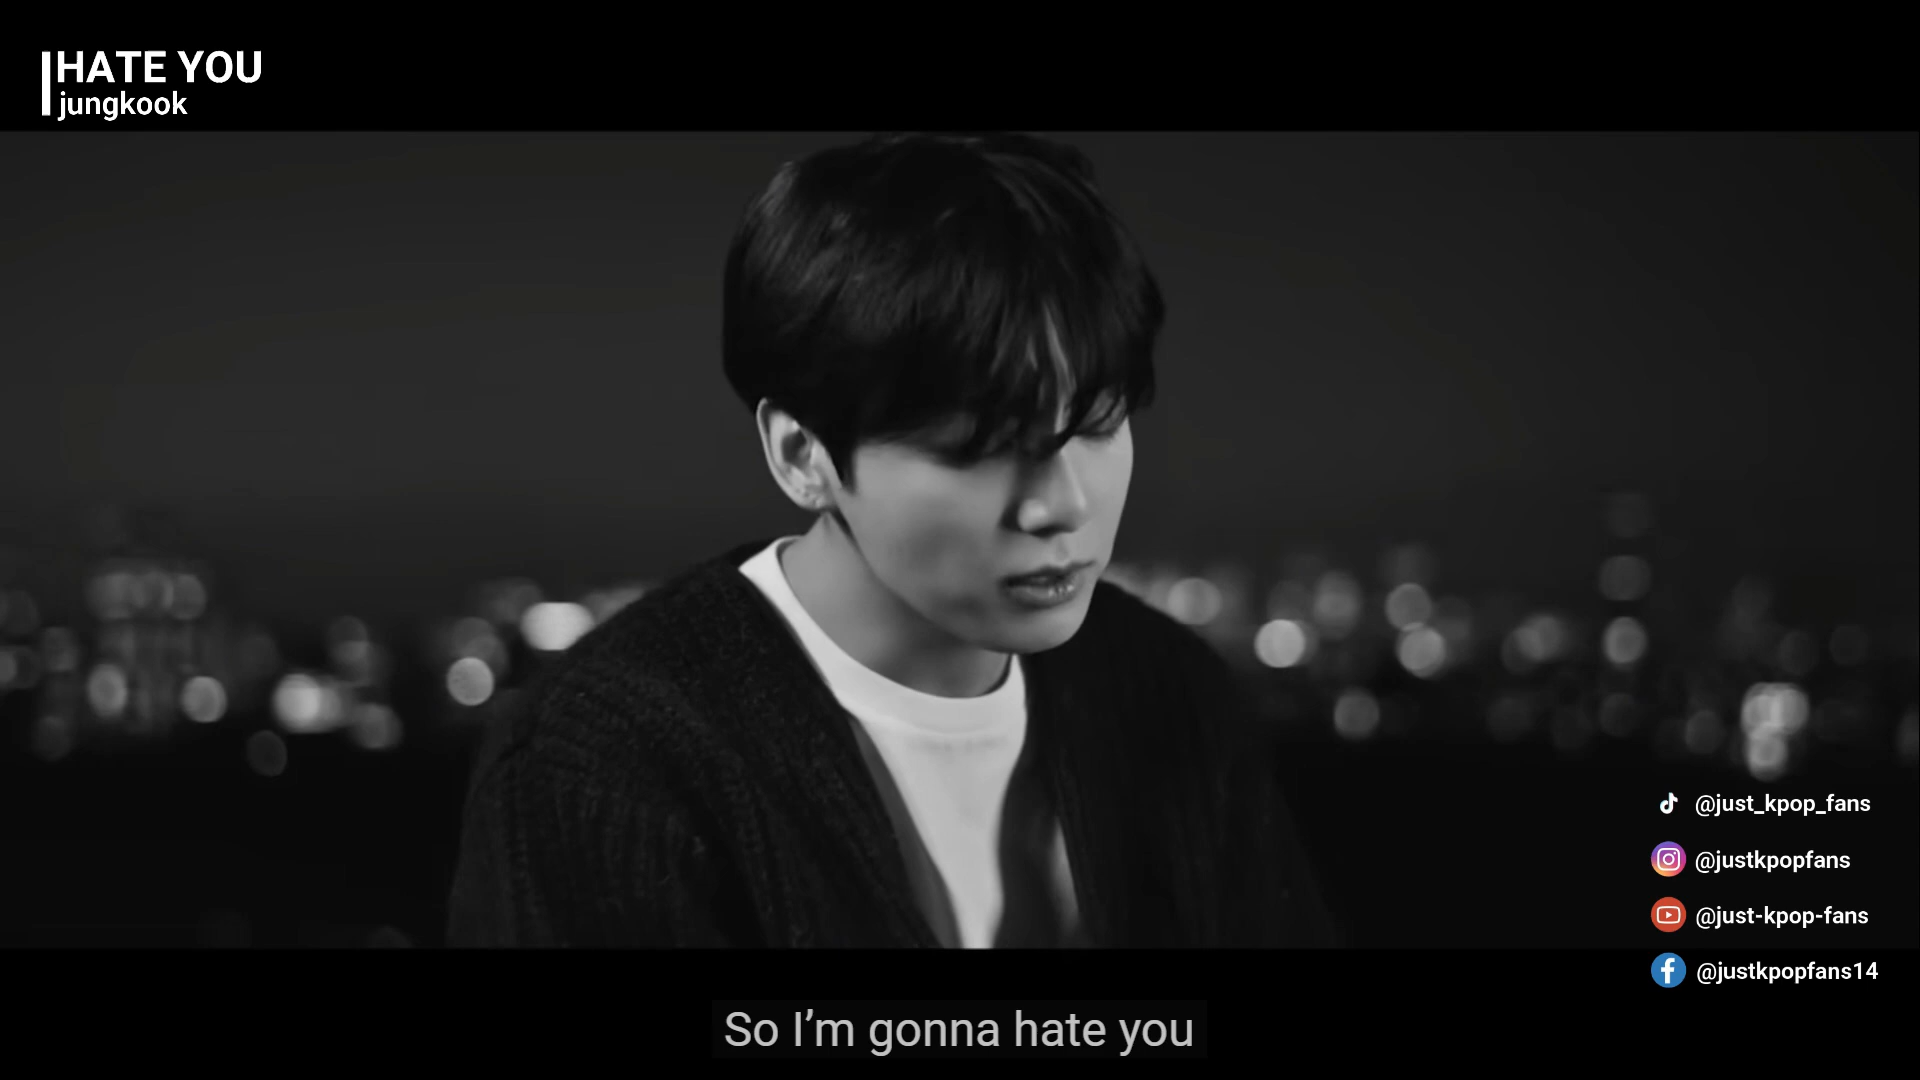 HATE YOU
jungkook
@just_kpop_fans
@justkpopfans
@just-kpop-fans
@justkpopfans14
So I’m gonna hate you